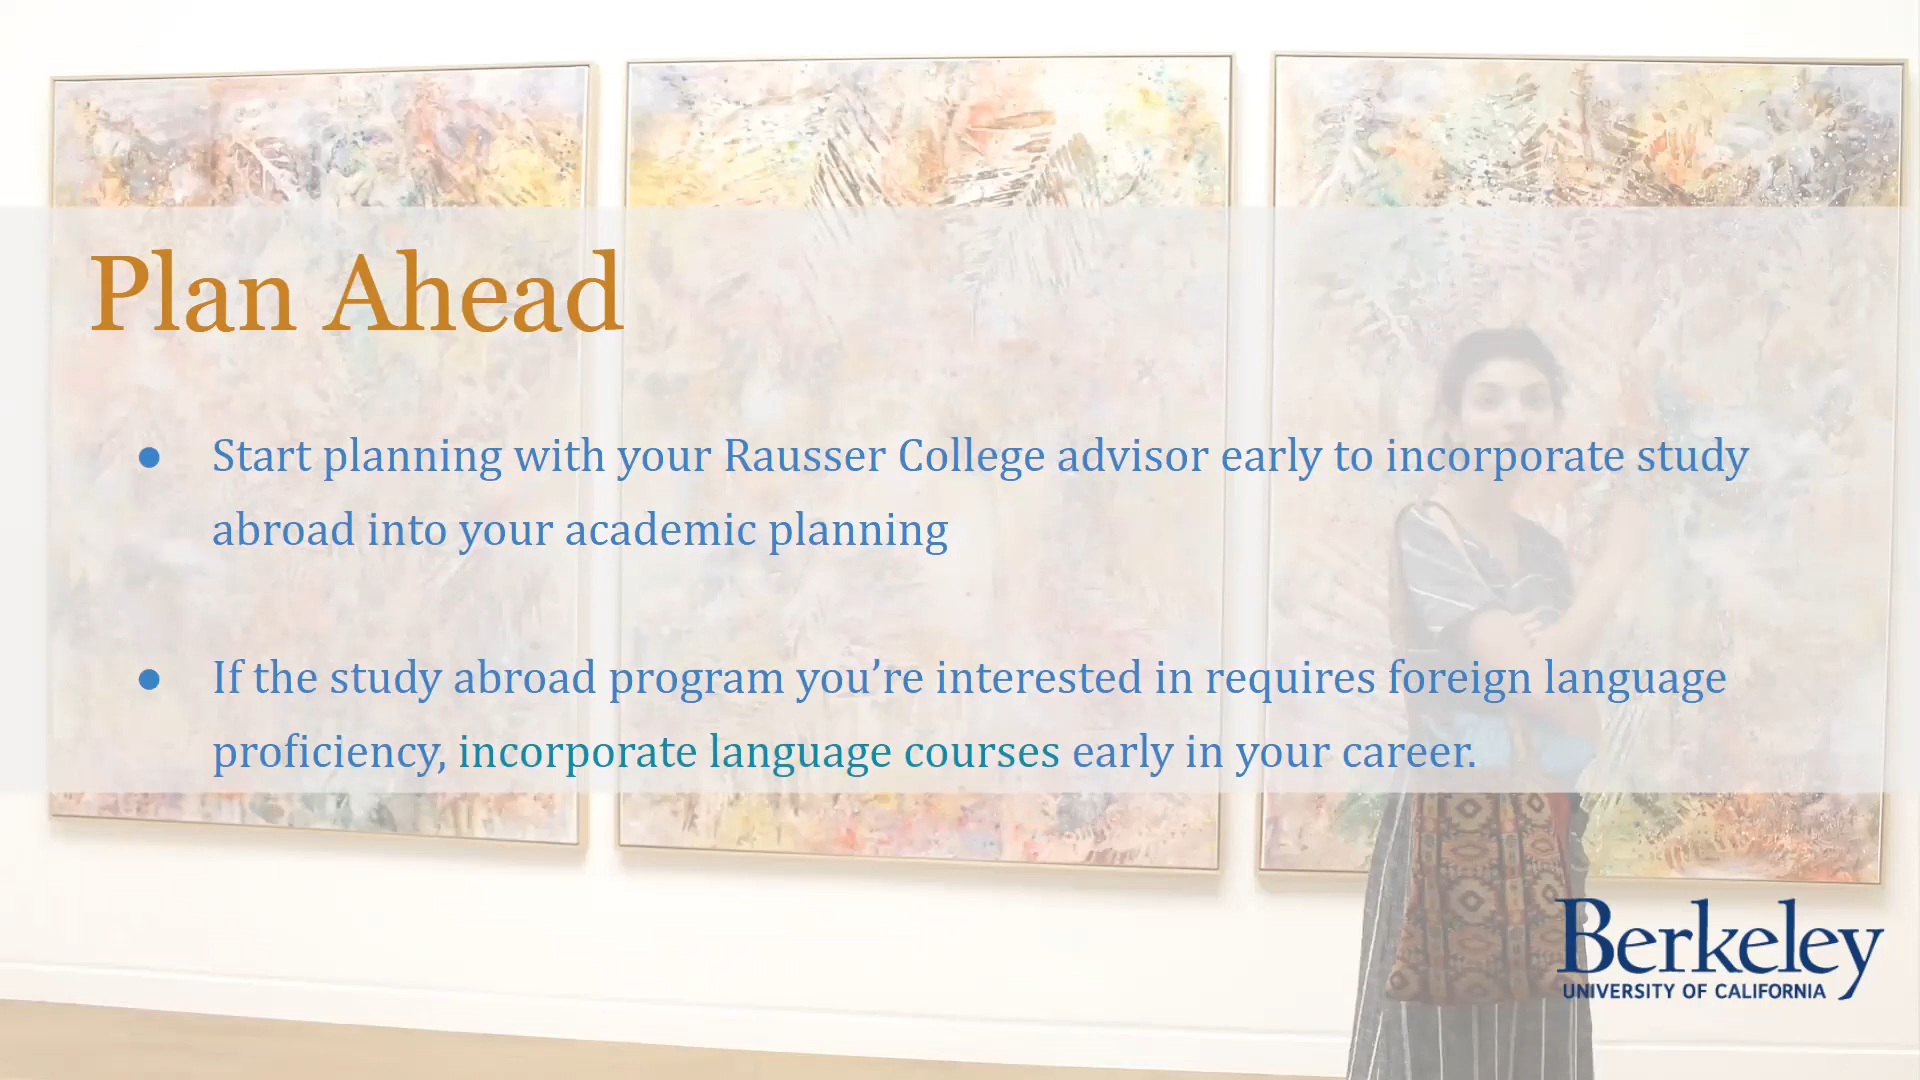 Plan Ahead
● Start planning with your Rausser College advisor early to incorporate study
abroad into your academic planning
● If the study abroad program you’re interested in requires foreign language
proficiency, incorporate language courses early in your career.
Berkeley
UNIVERSITY OF CALIFORNIA